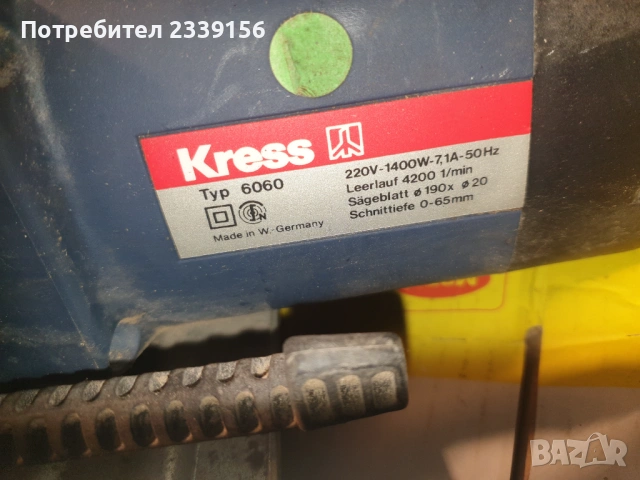 Потребител 2339156
Kress
Typ 6060
220V-1400W-7,1A-50Hz
Leerlauf 4200 1/min
Sägeblatt ø 190x ø 20
Schnittiefe 0-65mm
Made in W.-Germany
BAZAR